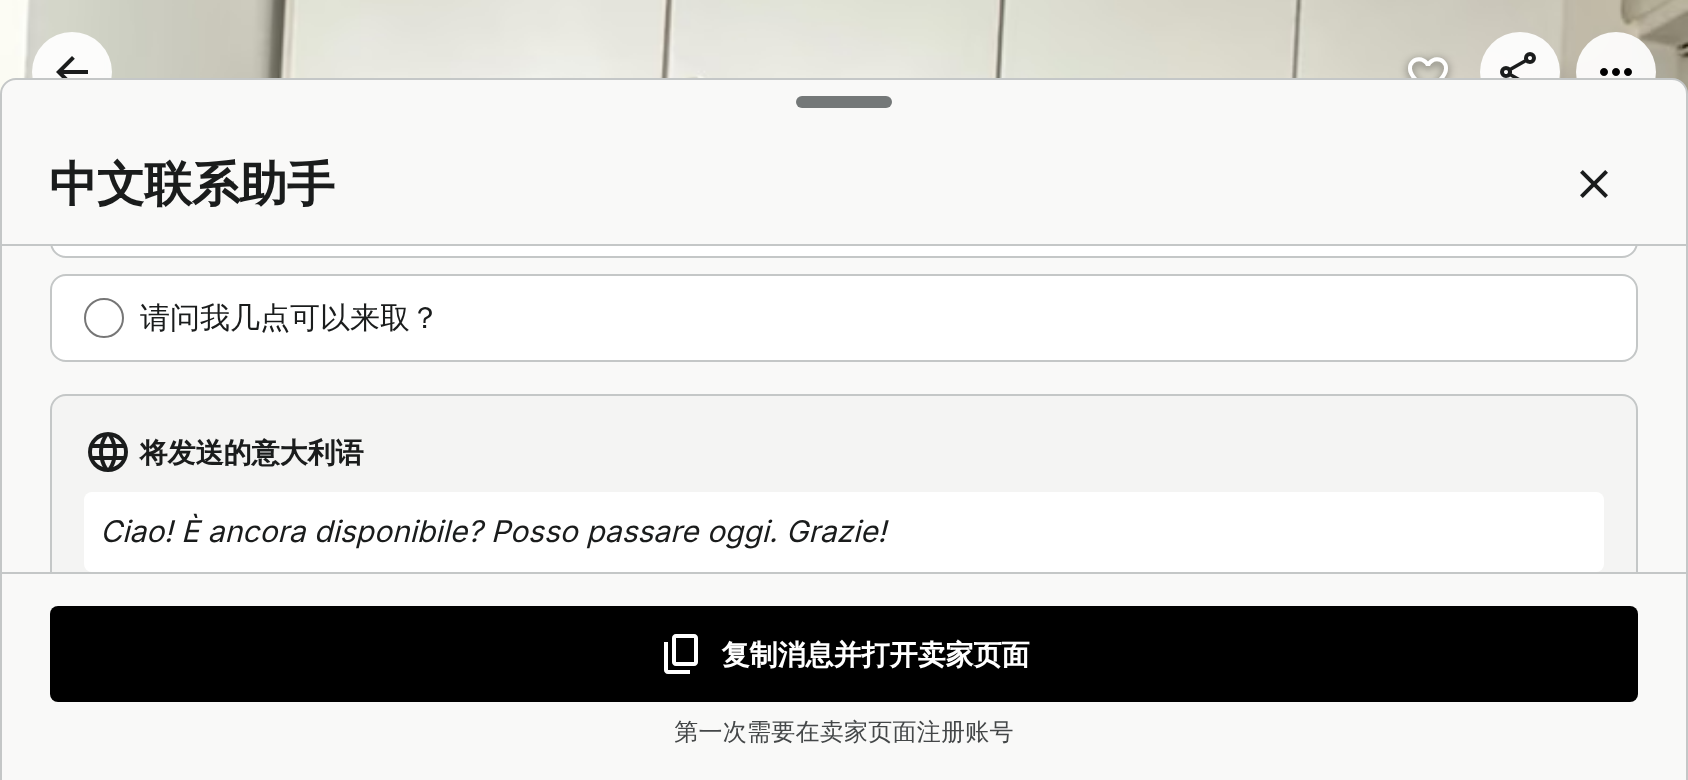 中文联系助手
请问我几点可以来取？
将发送的意大利语
Ciao! È ancora disponibile? Posso passare oggi. Grazie!
复制消息并打开卖家页面
第一次需要在卖家页面注册账号